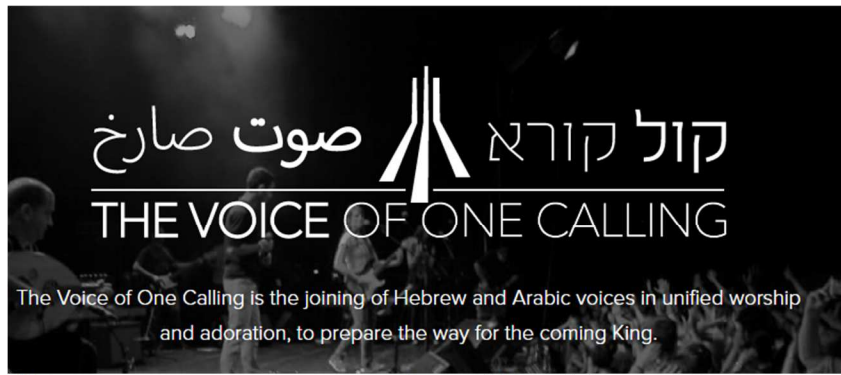 صوت صارخ קול קורא
THE VOICE OF ONE CALLING
The Voice of One Calling is the joining of Hebrew and Arabic voices in unified worship
and adoration, to prepare the way for the coming King.